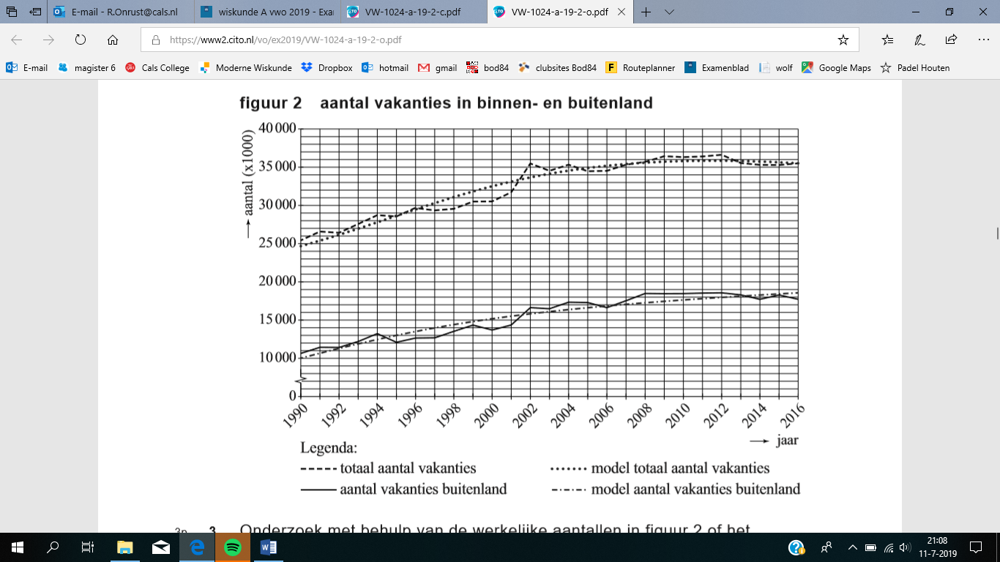 E-mail - R.Onrust@cals.nl
wiskunde A vwo 2019 - Exa
VW-1024-a-19-2-c.pdf
VW-1024-a-19-2-o.pdf
https://www2.cito.nl/vo/ex2019/VW-1024-a-19-2-o.pdf
E-mail magister 6 Cals College Moderne Wiskunde Dropbox hotmail gmail bod84 clubsites Bod84 Routeplanner Examenblad wolf Google Maps Padel Houten
figuur 2 aantal vakanties in binnen- en buitenland
aantal (x1000)
40 000
35 000
30 000
25 000
20 000
15 000
10 000
0
1990 1992 1994 1996 1998 2000 2002 2004 2006 2008 2010 2012 2014 2016
jaar
Legenda:
totaal aantal vakanties
model totaal aantal vakanties
aantal vakanties buitenland
model aantal vakanties buitenland
3p 3 Onderzoek met behulp van de werkelijke aantallen in figuur 2 of het
21:08
11-7-2019